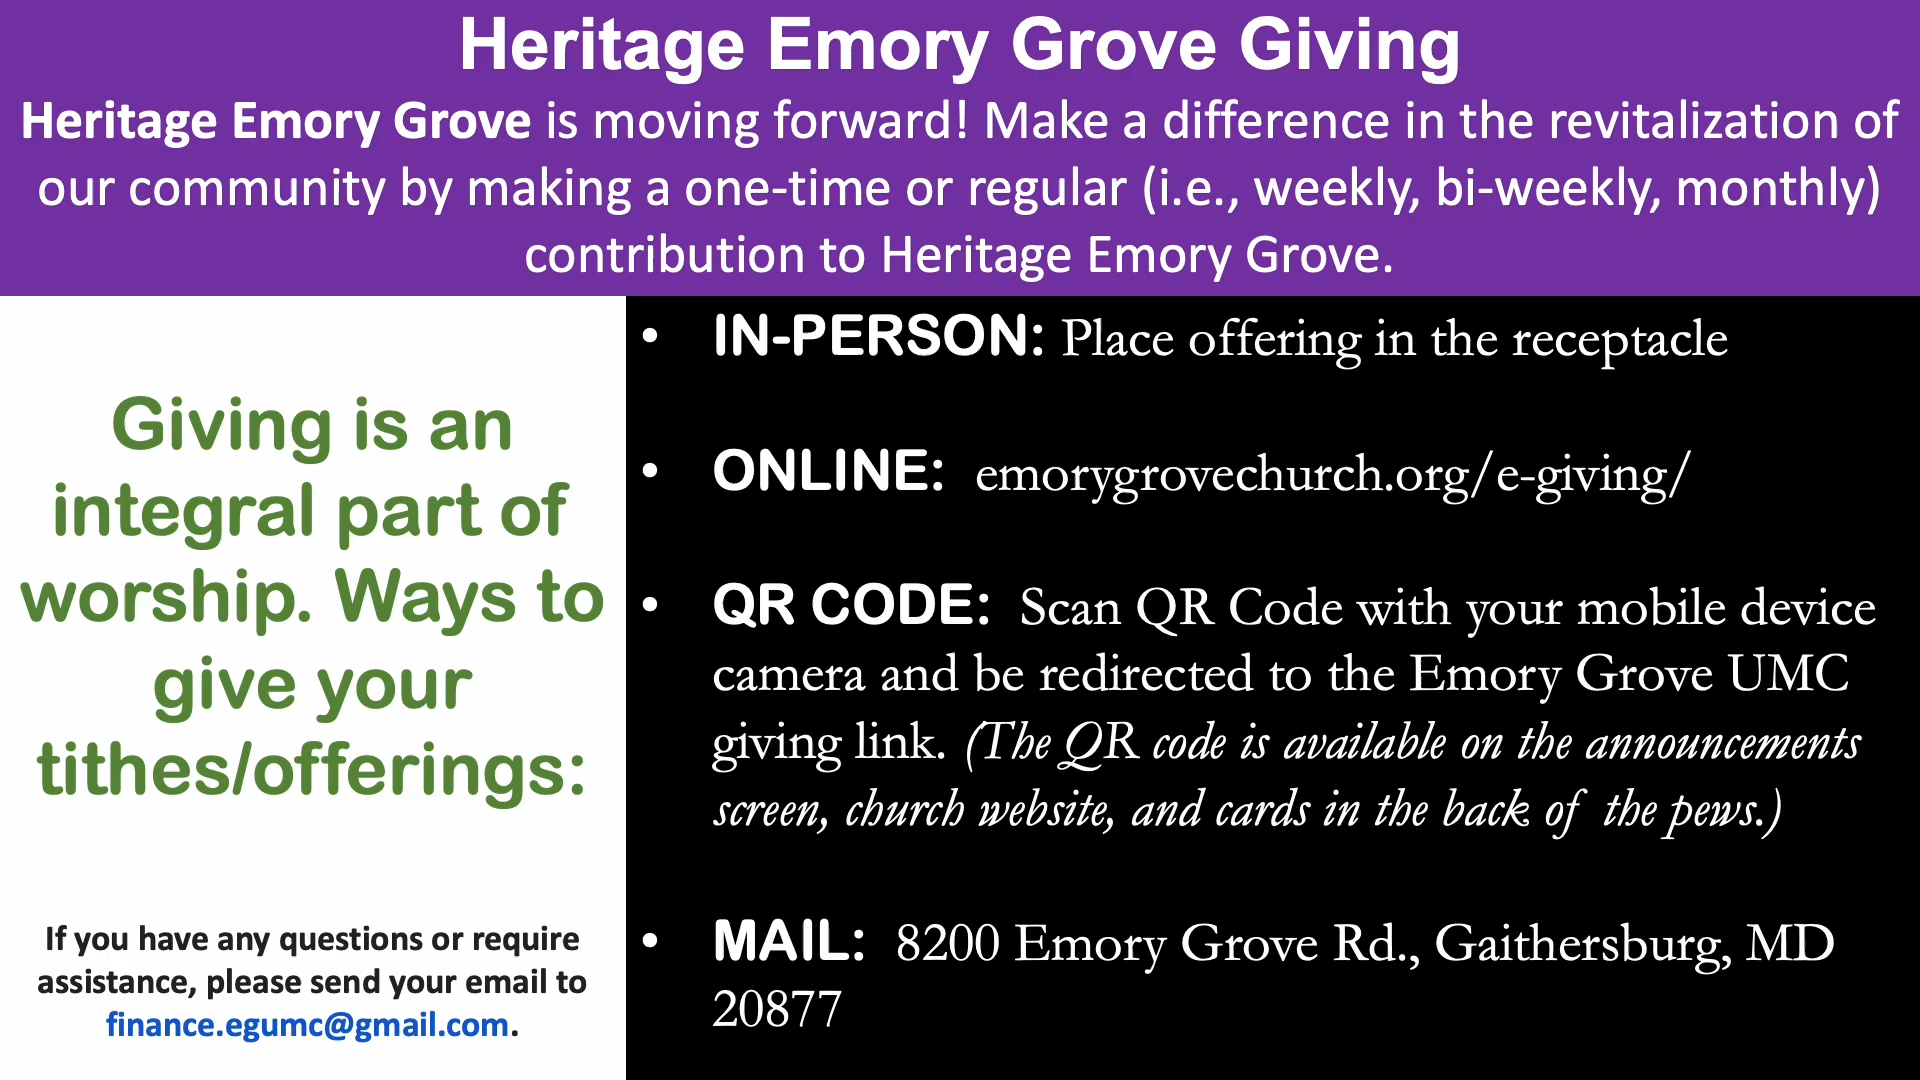 Heritage Emory Grove Giving
Heritage Emory Grove is moving forward! Make a difference in the revitalization of
our community by making a one-time or regular (i.e., weekly, bi-weekly, monthly)
contribution to Heritage Emory Grove.
Giving is an
integral part of
worship. Ways to
give your
tithes/offerings:
If you have any questions or require
assistance, please send your email to
finance.egumc@gmail.com.
• IN-PERSON: Place offering in the receptacle
• ONLINE: emorygrovechurch.org/e-giving/
• QR CODE: Scan QR Code with your mobile device
camera and be redirected to the Emory Grove UMC
giving link. (The QR code is available on the announcements
screen, church website, and cards in the back of the pews.)
• MAIL: 8200 Emory Grove Rd., Gaithersburg, MD
20877